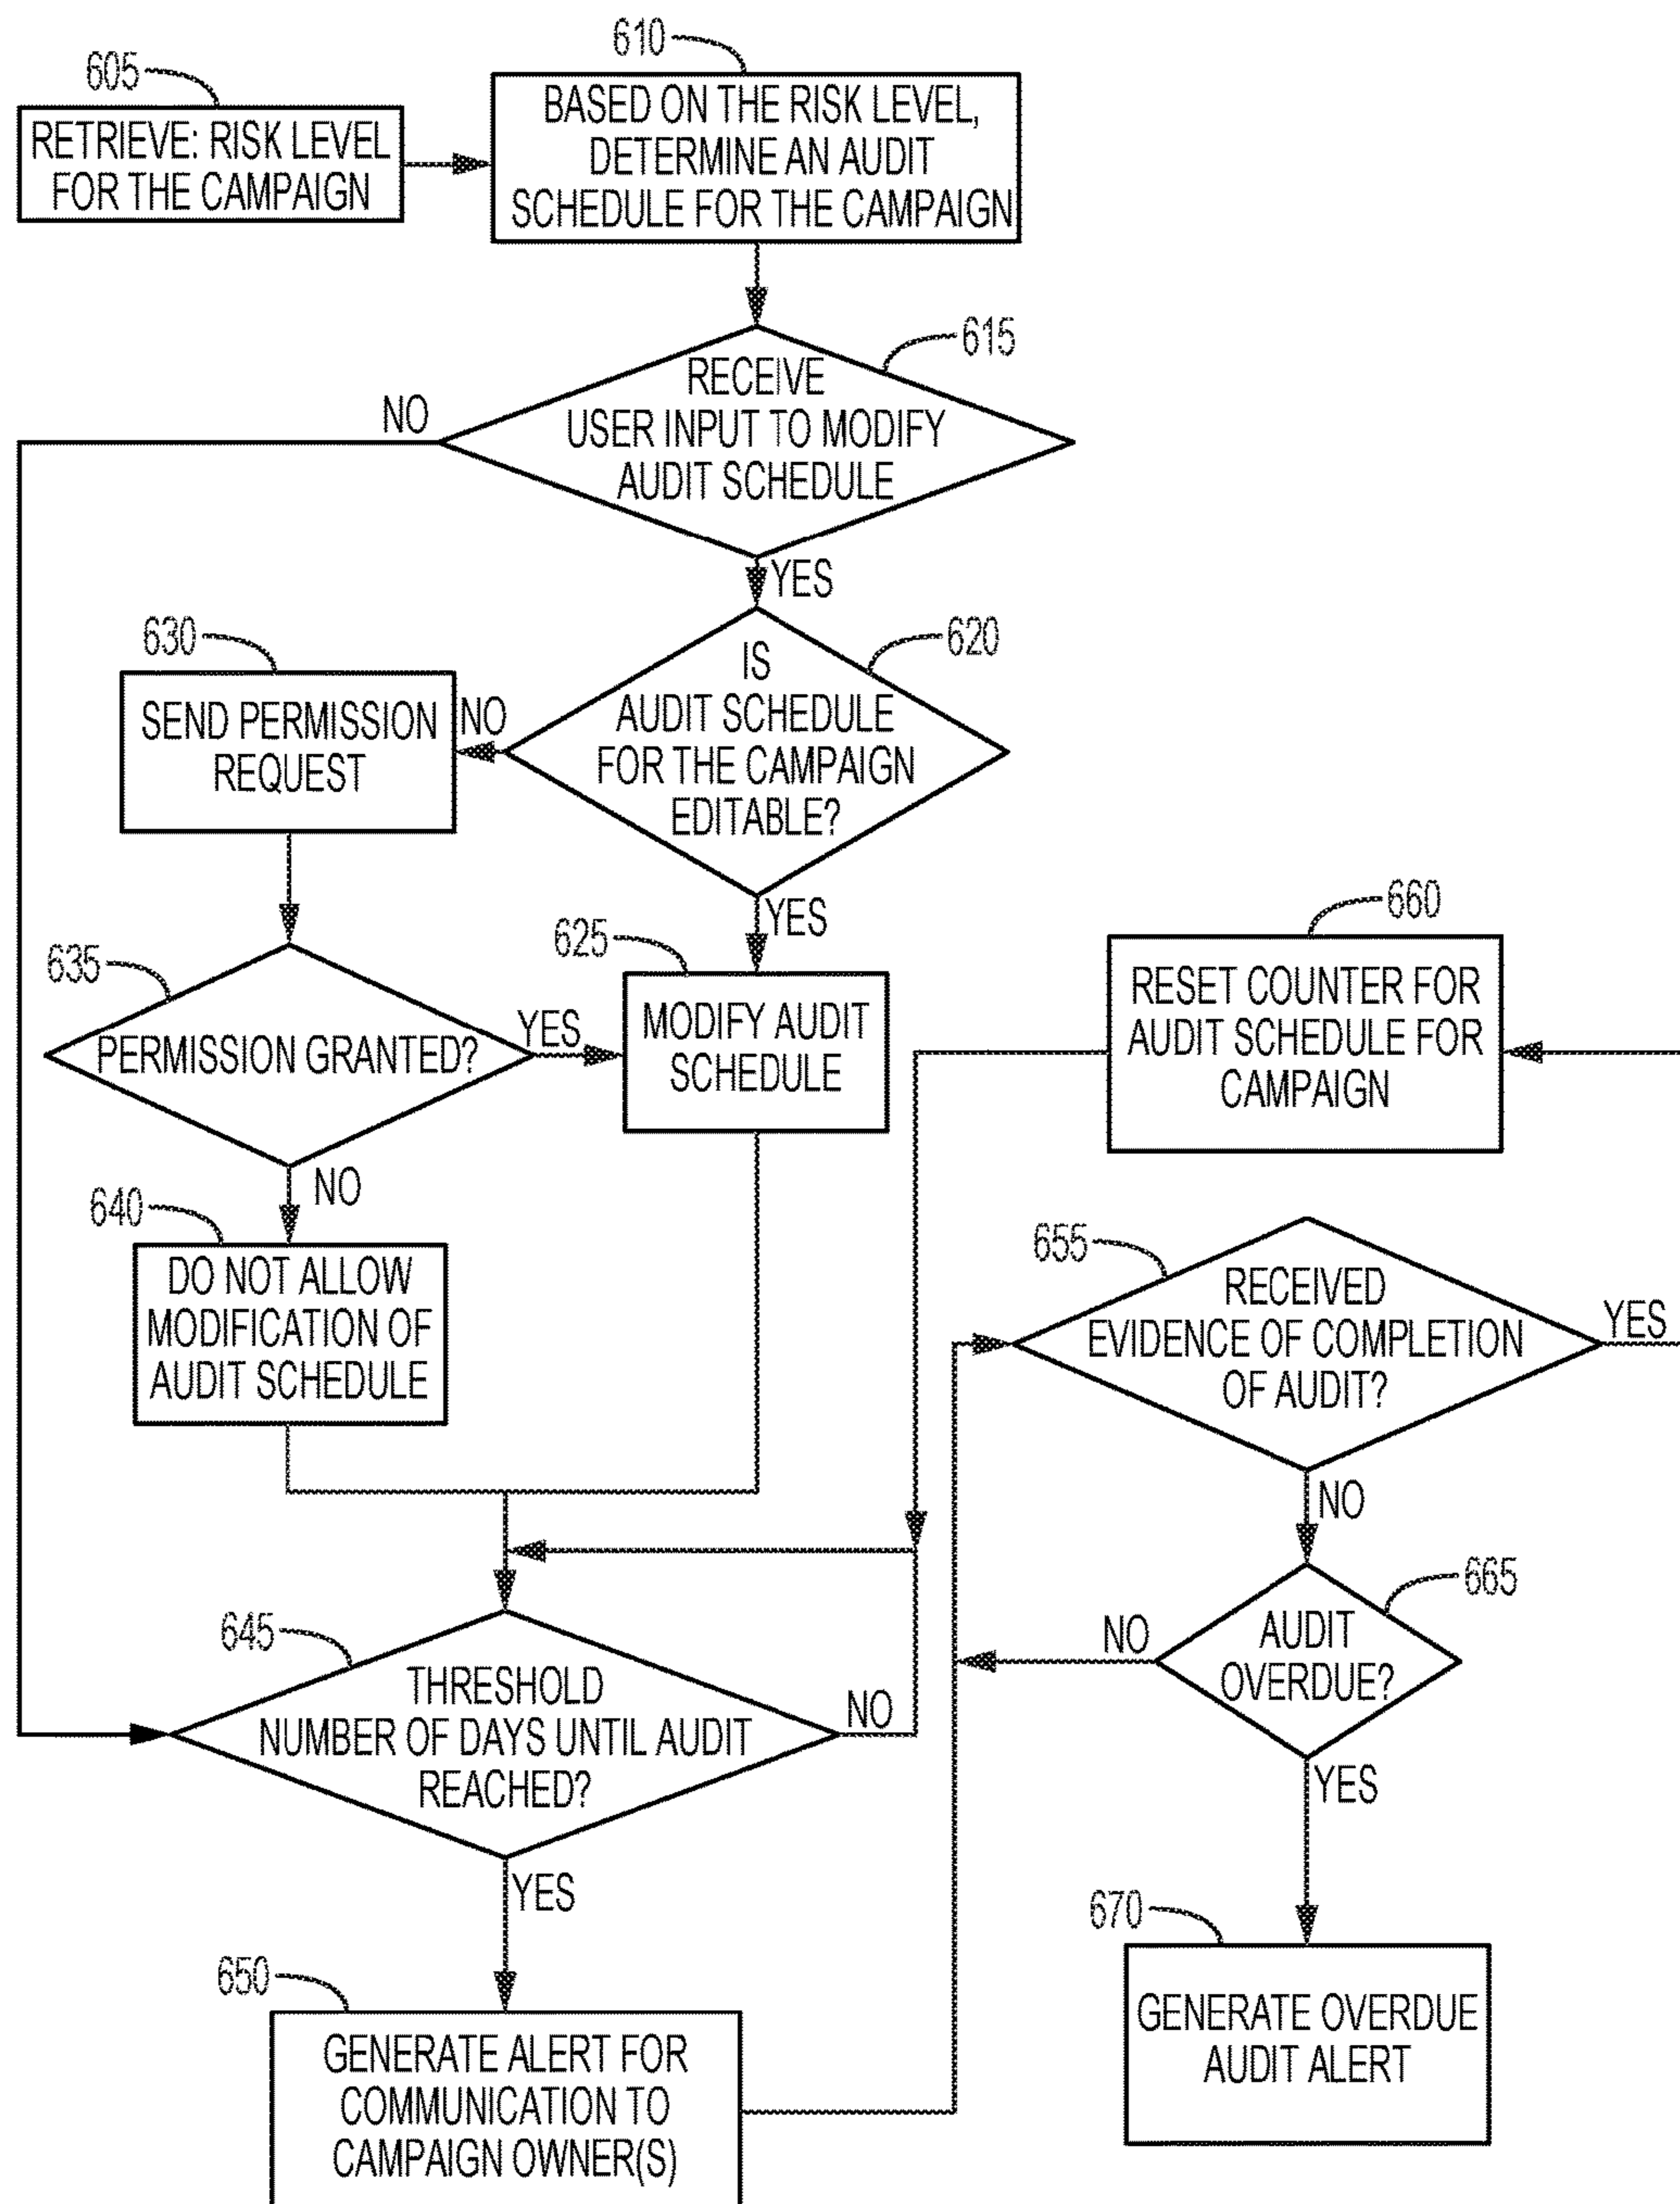 605
RETRIEVE: RISK LEVEL
FOR THE CAMPAIGN
610
BASED ON THE RISK LEVEL,
DETERMINE AN AUDIT
SCHEDULE FOR THE CAMPAIGN
615
RECEIVE
USER INPUT TO MODIFY
AUDIT SCHEDULE
NO
YES
620
IS
AUDIT SCHEDULE
FOR THE CAMPAIGN
EDITABLE?
NO
YES
630
SEND PERMISSION
REQUEST
635
PERMISSION GRANTED?
YES
NO
625
MODIFY AUDIT
SCHEDULE
640
DO NOT ALLOW
MODIFICATION OF
AUDIT SCHEDULE
645
THRESHOLD
NUMBER OF DAYS UNTIL AUDIT
REACHED?
NO
YES
650
GENERATE ALERT FOR
COMMUNICATION TO
CAMPAIGN OWNER(S)
660
RESET COUNTER FOR
AUDIT SCHEDULE FOR
CAMPAIGN
655
RECEIVED
EVIDENCE OF COMPLETION
OF AUDIT?
YES
NO
665
AUDIT
OVERDUE?
NO
YES
670
GENERATE OVERDUE
AUDIT ALERT